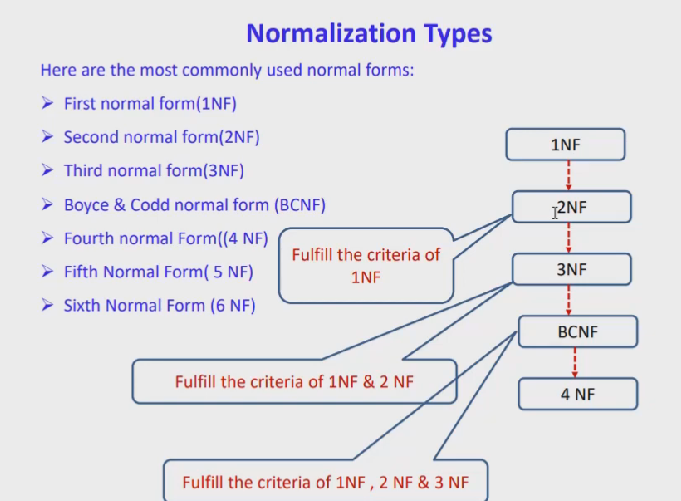 Normalization Types
Here are the most commonly used normal forms:
➢ First normal form(1NF)
➢ Second normal form(2NF)
➢ Third normal form(3NF)
➢ Boyce & Codd normal form (BCNF)
➢ Fourth normal Form((4 NF)
➢ Fifth Normal Form( 5 NF)
➢ Sixth Normal Form (6 NF)
1NF
2NF
3NF
BCNF
4 NF
Fulfill the criteria of
1NF
Fulfill the criteria of 1NF & 2 NF
Fulfill the criteria of 1NF , 2 NF & 3 NF